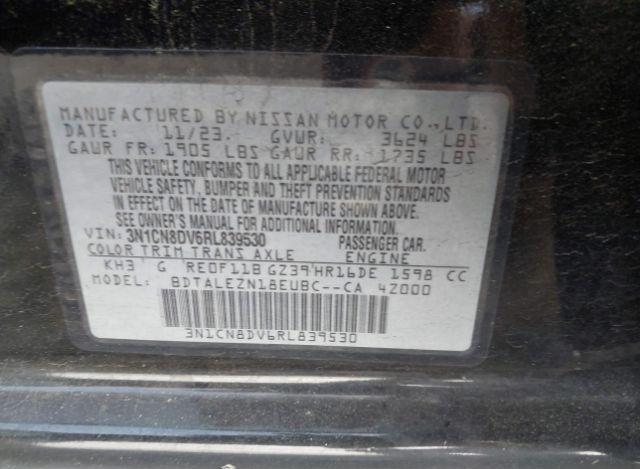 MANUFACTURED BY NISSAN MOTOR CO.,LTD.
DATE: 11/23 GVWR: 3624 LBS
GAWR FR: 1905 LBS GAWR RR: 1735 LBS
THIS VEHICLE CONFORMS TO ALL APPLICABLE FEDERAL MOTOR
VEHICLE SAFETY, BUMPER AND THEFT PREVENTION STANDARDS
IN EFFECT ON THE DATE OF MANUFACTURE SHOWN ABOVE.
SEE OWNER'S MANUAL FOR ADDITIONAL INFORMATION.
VIN: 3N1CN8DV6RL839530 PASSENGER CAR.
COLOR TRIM TRANS AXLE ENGINE
KH3 G RE0F11B GZ39 HR16DE 1598 CC
MODEL: BDTALEZN18EUBC--CA 4Z000
3N1CN8DV6RL839530